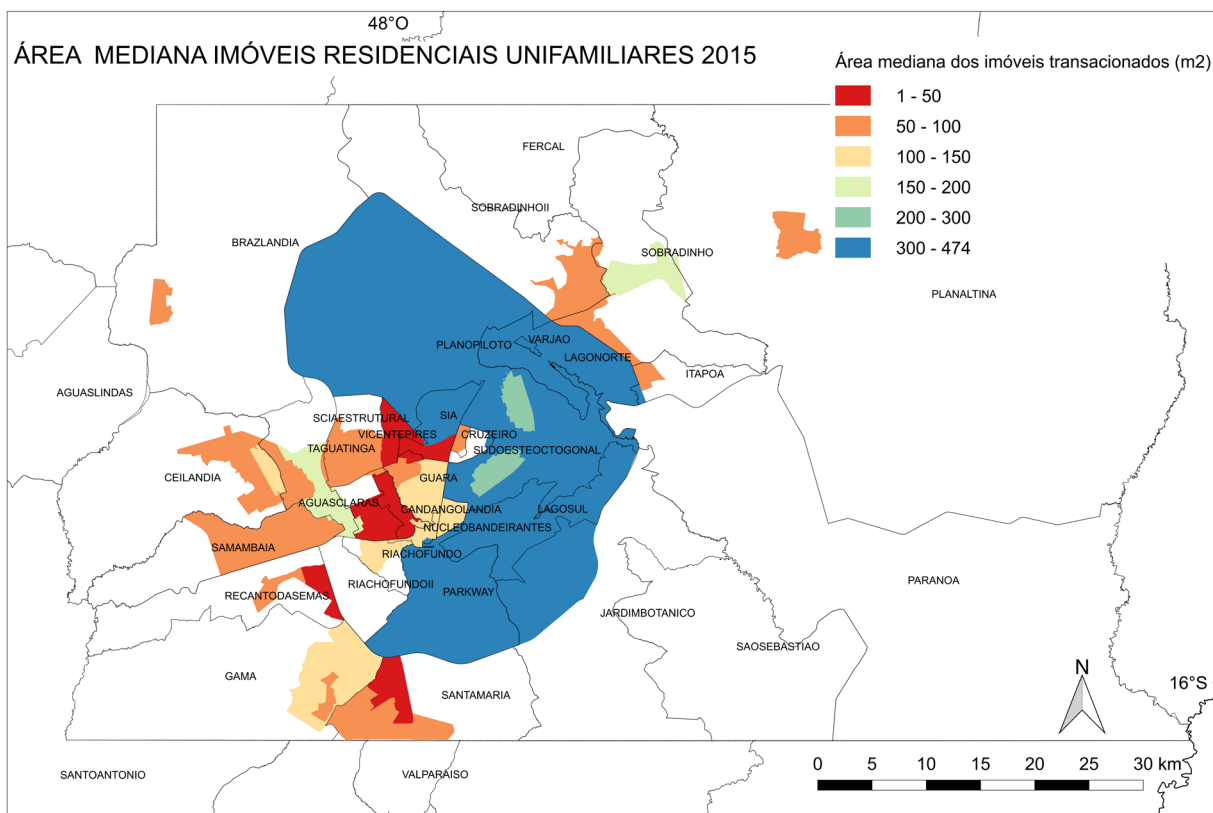 48°O
ÁREA MEDIANA IMÓVEIS RESIDENCIAIS UNIFAMILIARES 2015
Área mediana dos imóveis transacionados (m2)
1 - 50
50 - 100
100 - 150
150 - 200
200 - 300
300 - 474
FERCAL
SOBRADINHOII
BRAZLANDIA
SOBRADINHO
PLANALTINA
PLANOPILOTO
VARJAO
LAGONORTE
ITAPOA
AGUASLINDAS
SCIAESTRUTURAL
SIA
VICENTEPIRES
CRUZEIRO
TAGUATINGA
SUDOESTEOCTOGONAL
CEILANDIA
GUARA
AGUASCLARAS
CANDANGOLANDIA
LAGOSUL
NUCLEOBANDEIRANTES
SAMAMBAIA
RIACHOFUNDO
RIACHOFUNDOII
PARANOA
RECANTODASEMAS
PARKWAY
JARDIMBOTANICO
SAOSEBASTIAO
GAMA
N
16°S
SANTAMARIA
0 5 10 15 20 25 30 km
SANTOANTONIO
VALPARAISO